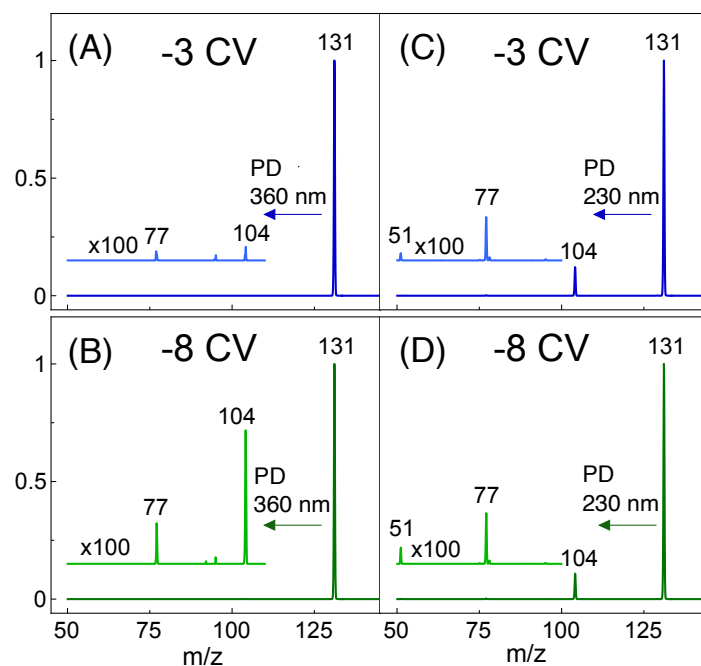 (A) -3 CV 131
1
PD
360 nm
0.5
77 104
x100
0
(C) -3 CV 131
PD
230 nm
77
51 x100 104
(B) -8 CV 131
1
104
PD
360 nm
0.5
77
x100
0
50 75 100 125
m/z
(D) -8 CV 131
PD
230 nm
77
51 x100
104
50 75 100 125
m/z